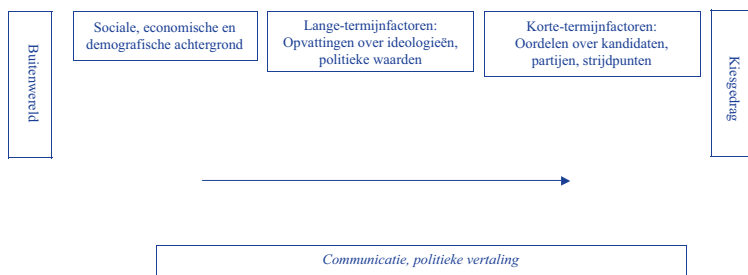 Buitenwereld
Sociale, economische en
demografische achtergrond
Lange-termijnfactoren:
Opvattingen over ideologieën,
politieke waarden
Korte-termijnfactoren:
Oordelen over kandidaten,
partijen, strijdpunten
Kiesgedrag
Communicatie, politieke vertaling